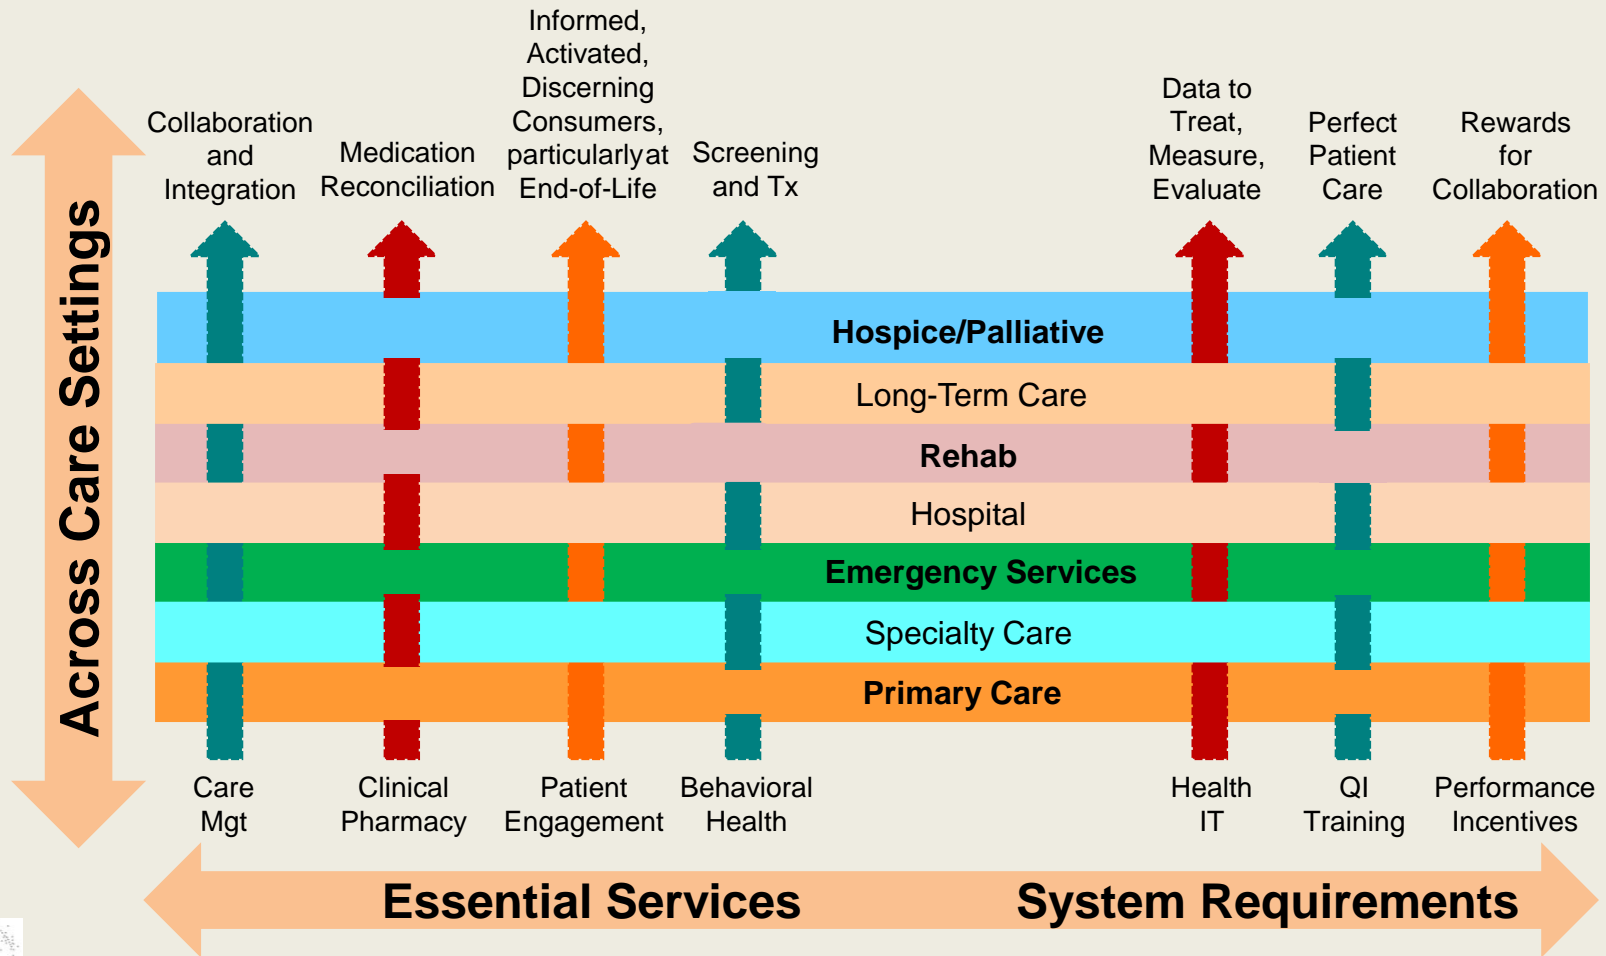 Informed,
Activated,
Discerning
Consumers,
particularlyat
End-of-Life
Collaboration
and
Integration
Medication
Reconciliation
Screening
and Tx
Data to
Treat,
Measure,
Evaluate
Perfect
Patient
Care
Rewards
for
Collaboration
Across Care Settings
Hospice/Palliative
Long-Term Care
Rehab
Hospital
Emergency Services
Specialty Care
Primary Care
Care
Mgt
Clinical
Pharmacy
Patient
Engagement
Behavioral
Health
Health
IT
QI
Training
Performance
Incentives
Essential Services
System Requirements